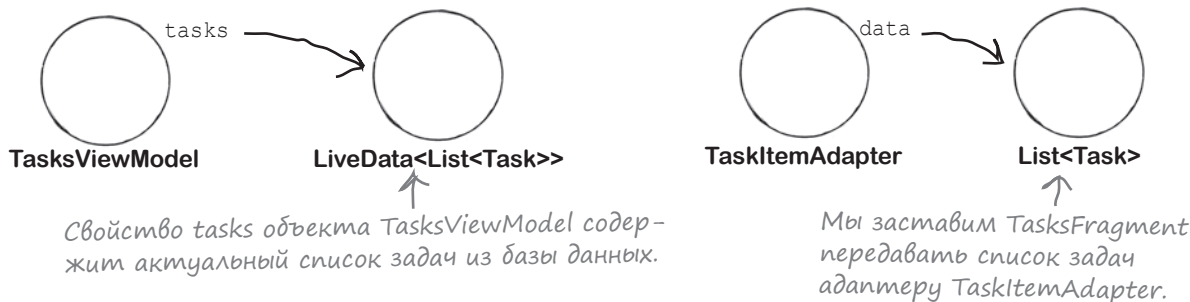 tasks
data
TasksViewModel
LiveData<List<Task>>
TaskItemAdapter
List<Task>
Свойство tasks объекта TasksViewModel содер-
жит актуальный список задач из базы данных.
Мы заставим TasksFragment
передавать список задач
адаптеру TaskItemAdapter.